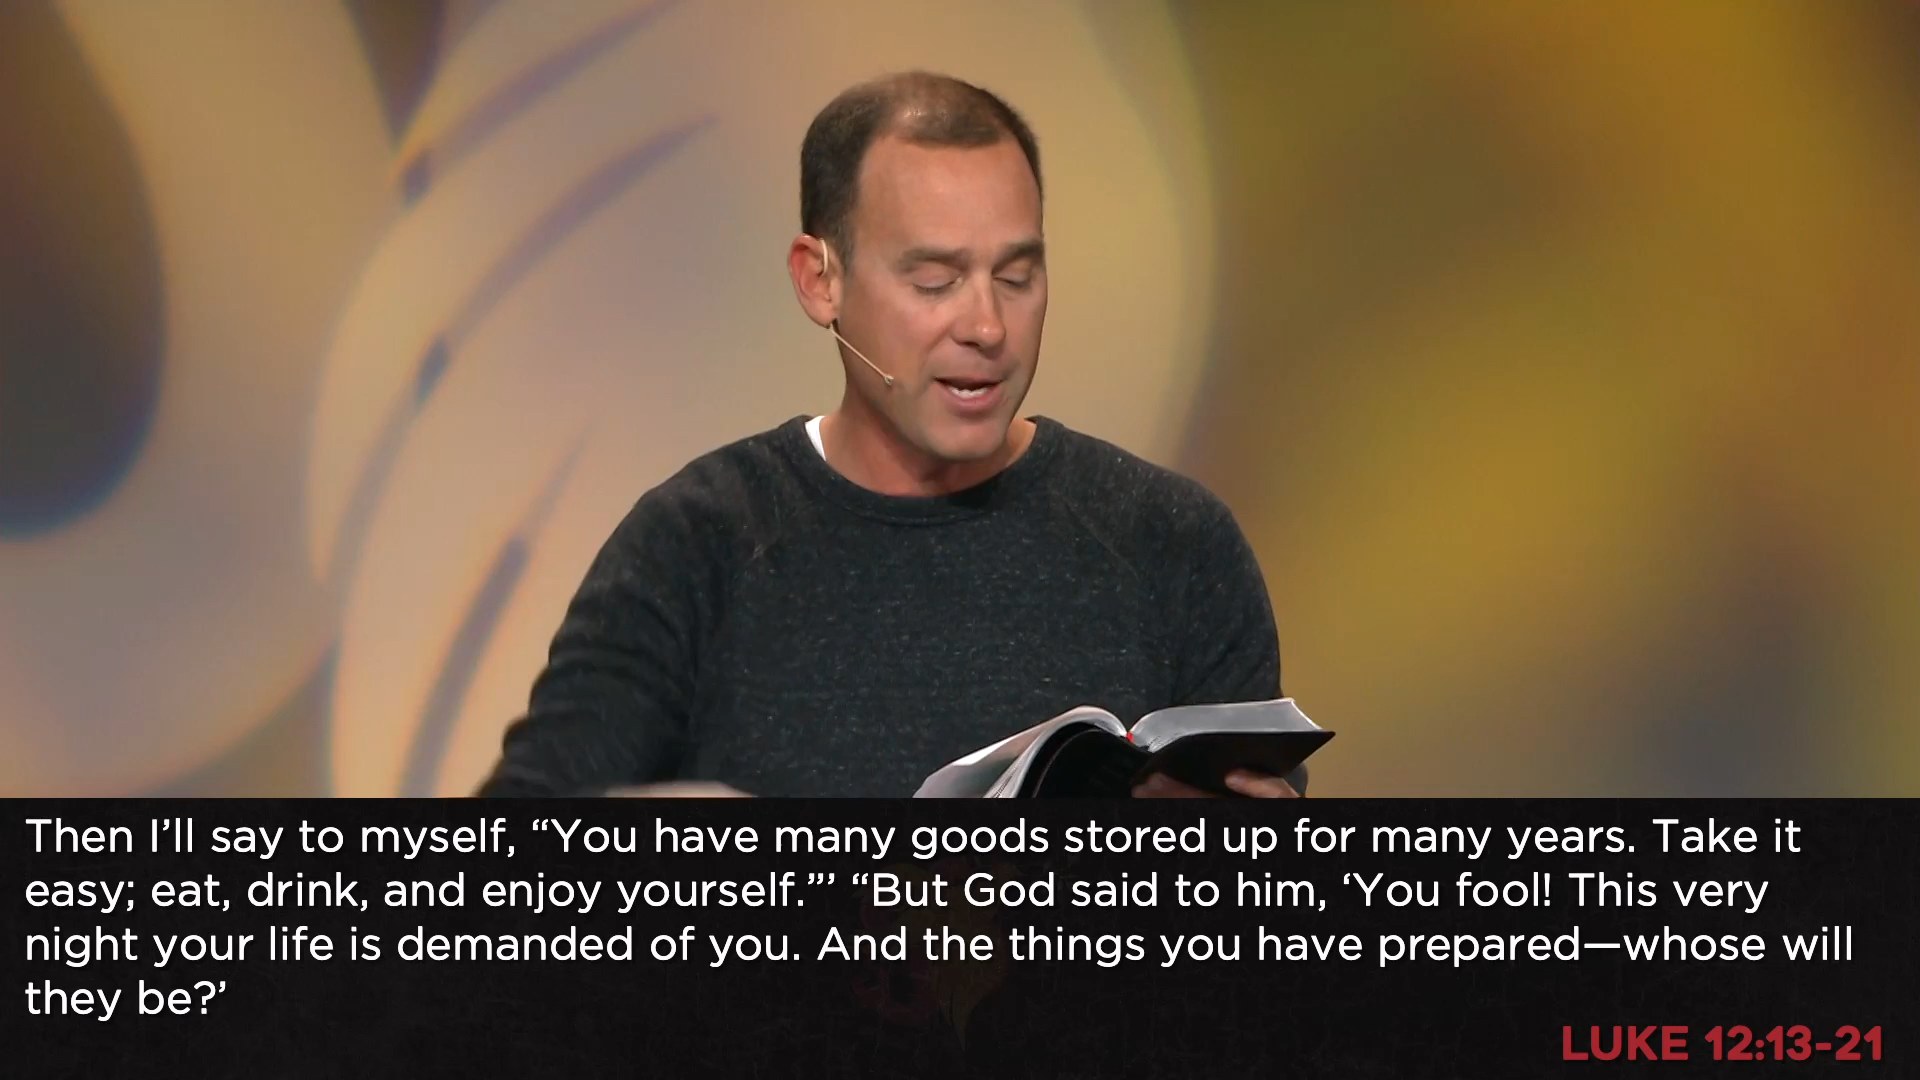 Then I’ll say to myself, “You have many goods stored up for many years. Take it
easy; eat, drink, and enjoy yourself.”’ “But God said to him, ‘You fool! This very
night your life is demanded of you. And the things you have prepared—whose will
they be?’
LUKE 12:13-21